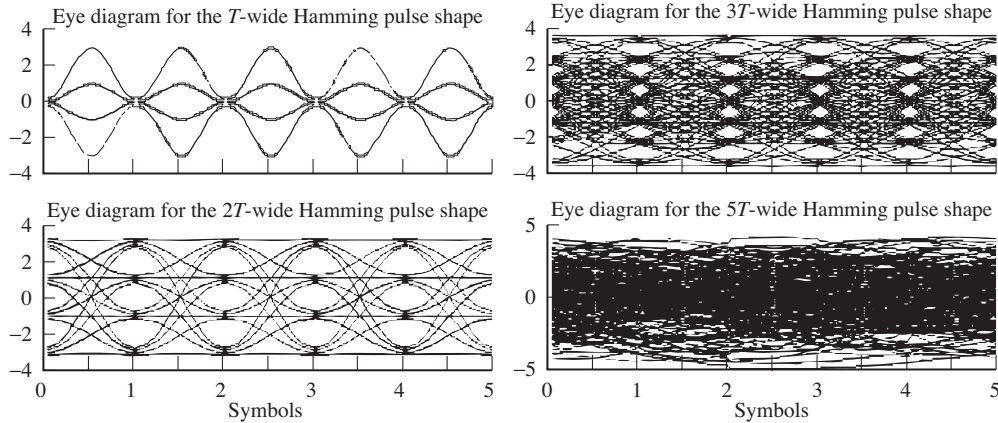 Eye diagram for the T-wide Hamming pulse shape
4
2
0
−2
−4
Eye diagram for the 2T-wide Hamming pulse shape
4
2
0
−2
−4
0 1 2 3 4 5
Symbols
Eye diagram for the 3T-wide Hamming pulse shape
4
2
0
−2
−4
Eye diagram for the 5T-wide Hamming pulse shape
5
0
−5
0 1 2 3 4 5
Symbols